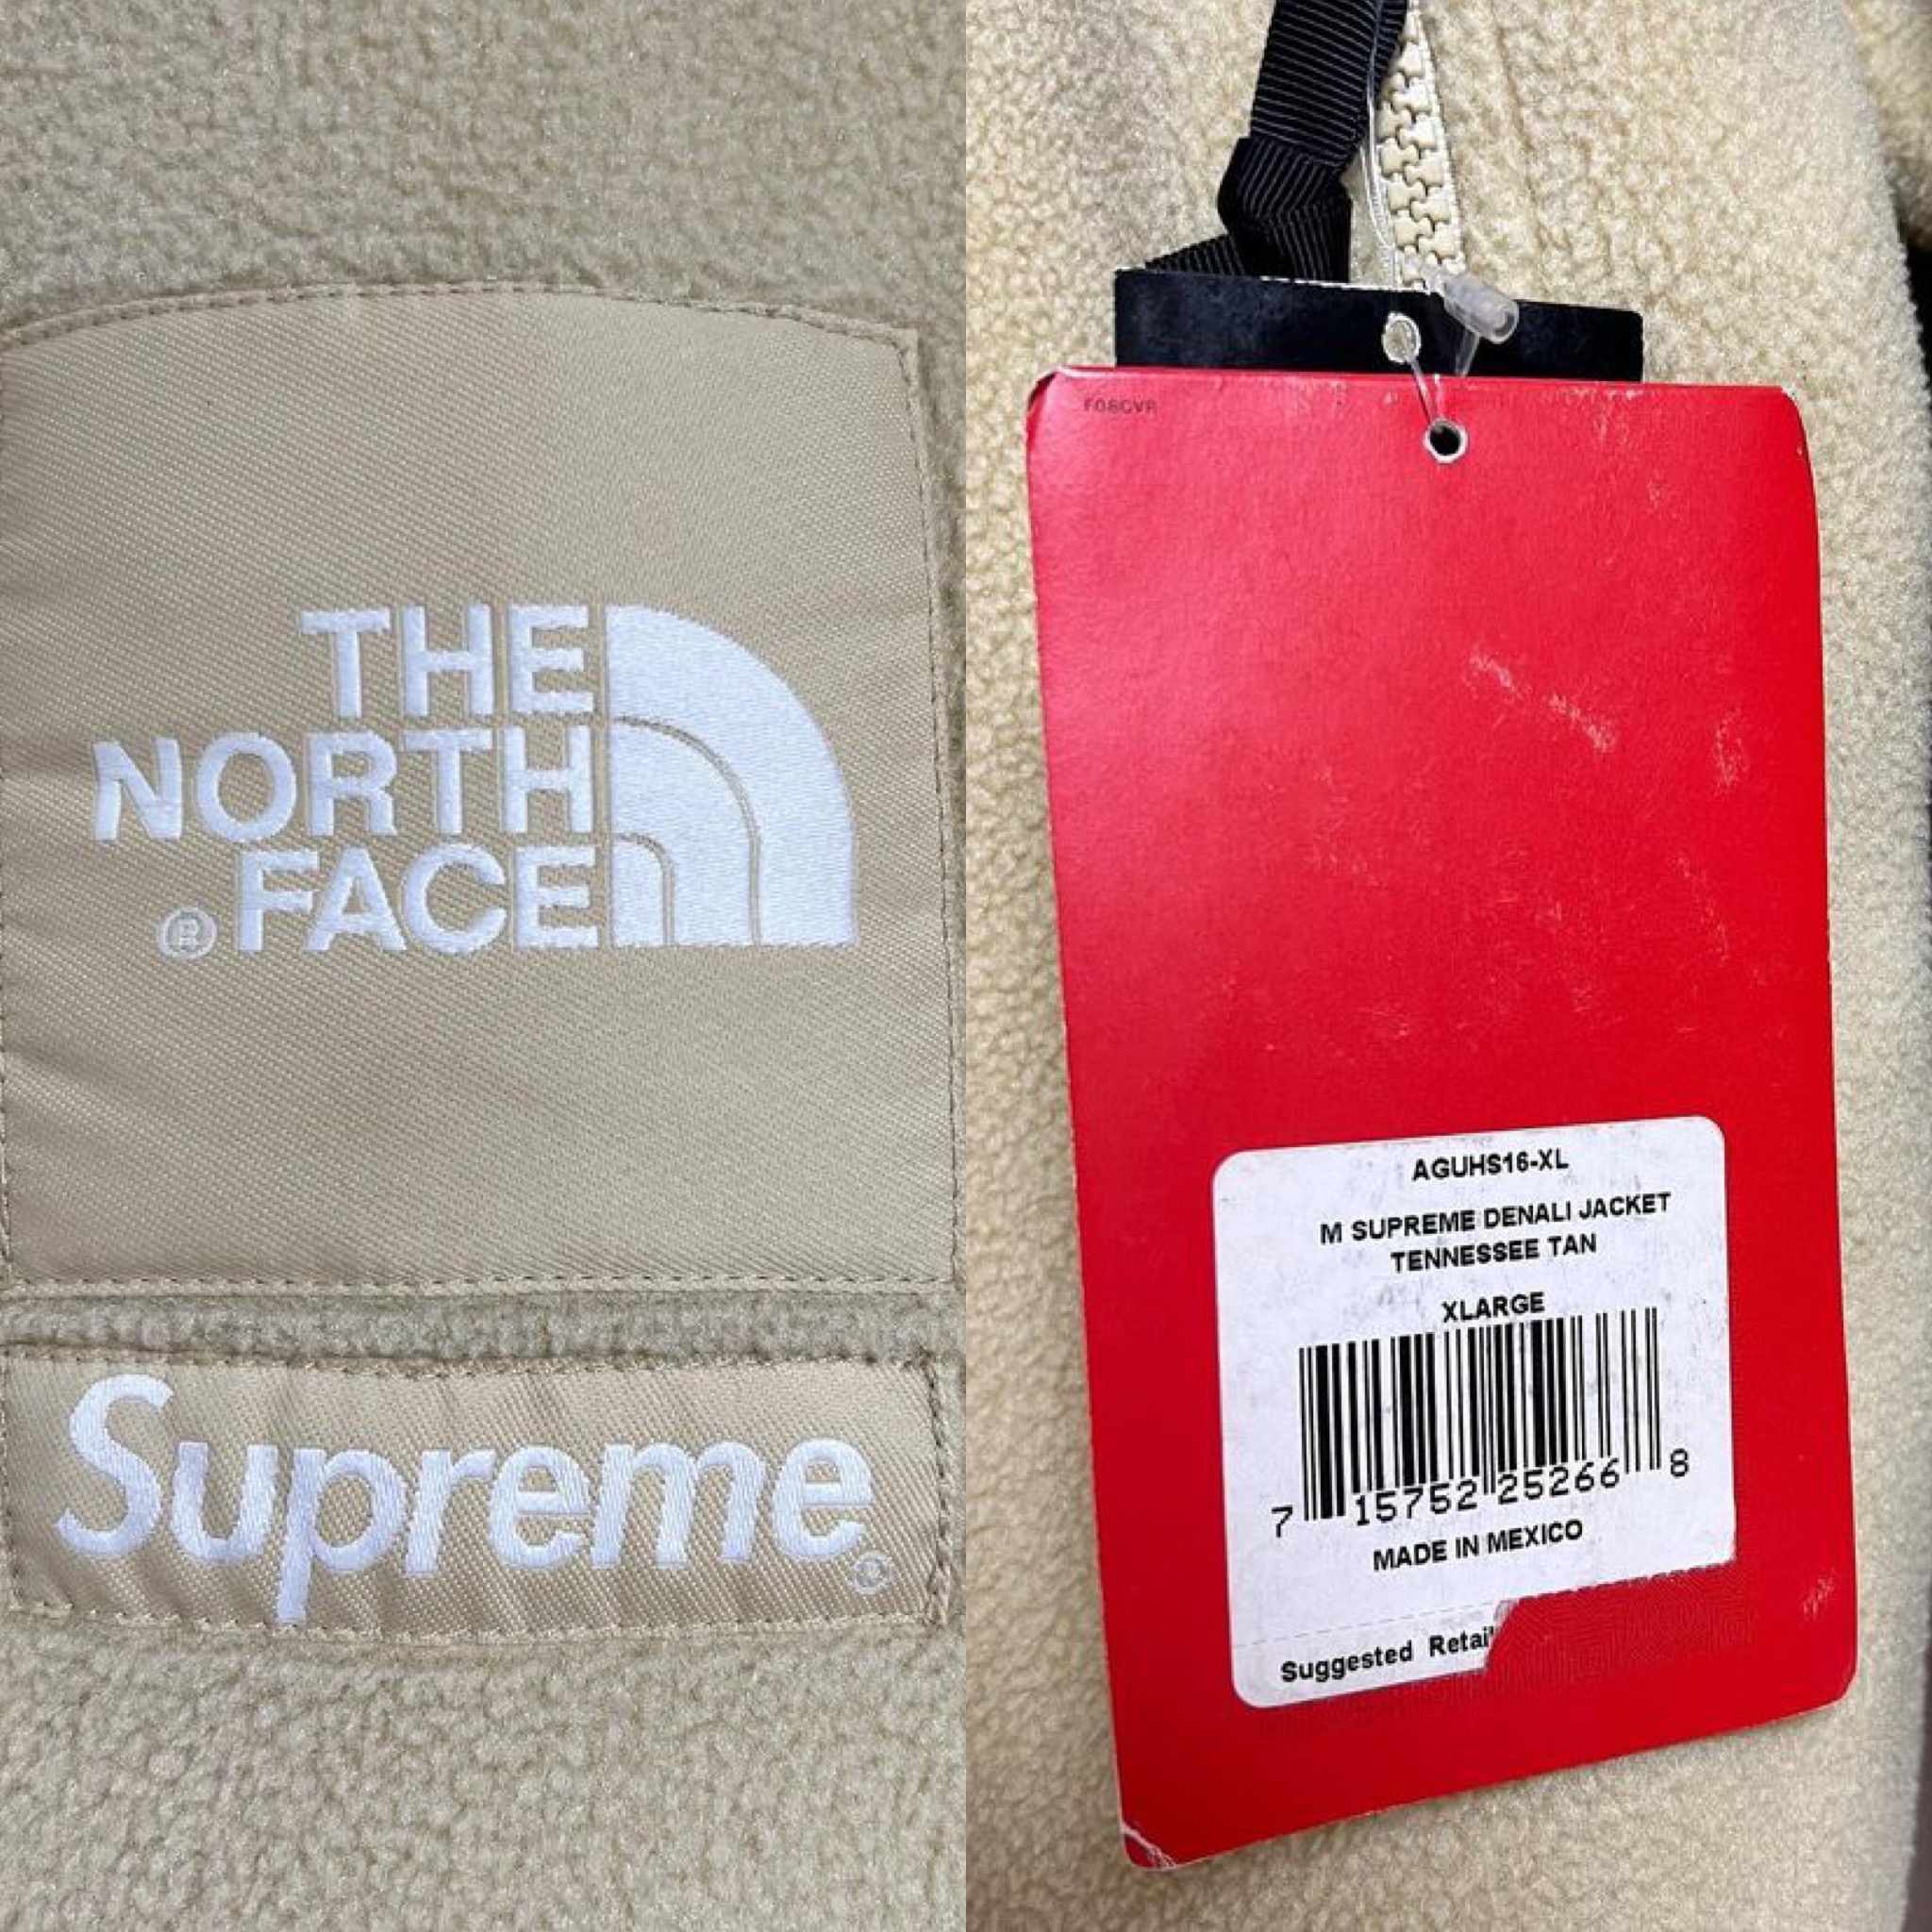 THE
NORTH
FACE
®
Supreme®
AGUHS16-XL
M SUPREME DENALI JACKET
TENNESSEE TAN
XLARGE
7 15752 25266 8
MADE IN MEXICO
Suggested Retail